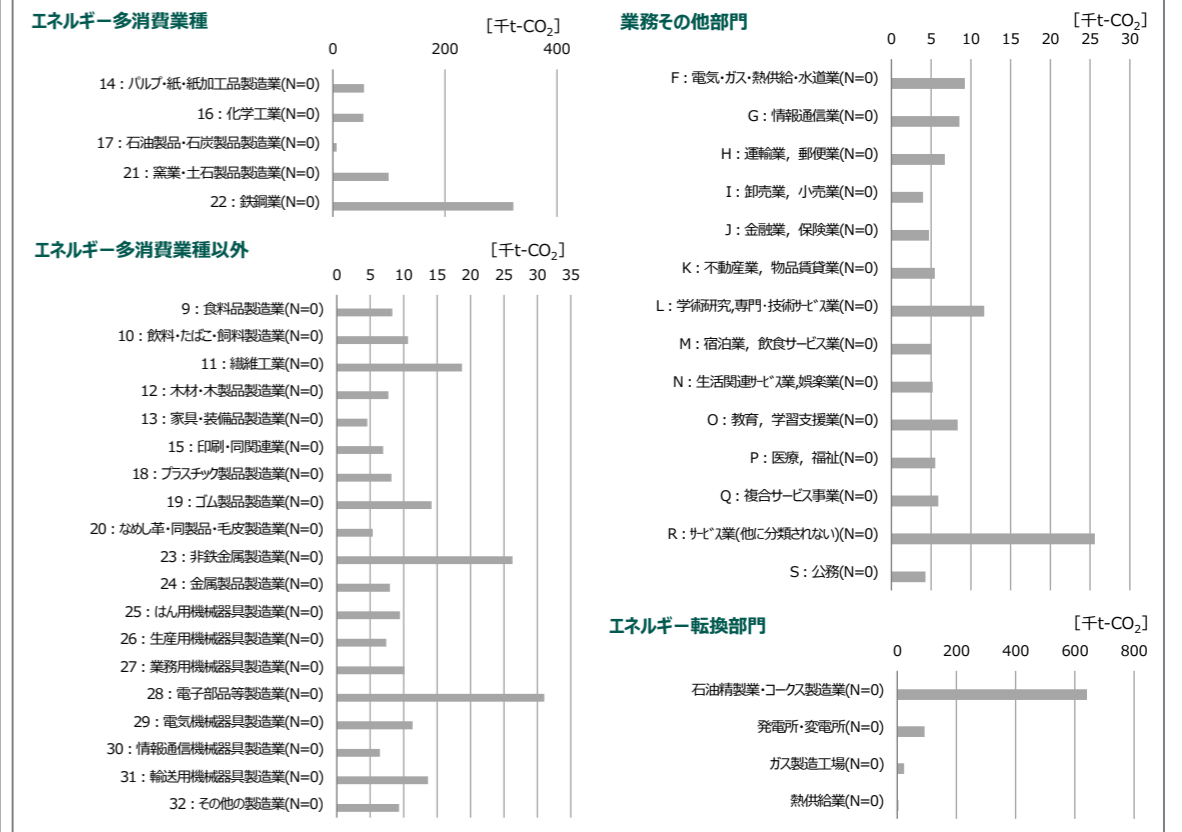 エネルギー多消費業種
[千t-CO2]
0 200 400
14：パルプ・紙・紙加工品製造業(N=0)
16：化学工業(N=0)
17：石油製品・石炭製品製造業(N=0)
21：窯業・土石製品製造業(N=0)
22：鉄鋼業(N=0)
エネルギー多消費業種以外
[千t-CO2]
0 5 10 15 20 25 30 35
9：食料品製造業(N=0)
10：飲料・たばこ・飼料製造業(N=0)
11：繊維工業(N=0)
12：木材・木製品製造業(N=0)
13：家具・装備品製造業(N=0)
15：印刷・同関連業(N=0)
18：プラスチック製品製造業(N=0)
19：ゴム製品製造業(N=0)
20：なめし革・同製品・毛皮製造業(N=0)
23：非鉄金属製造業(N=0)
24：金属製品製造業(N=0)
25：はん用機械器具製造業(N=0)
26：生産用機械器具製造業(N=0)
27：業務用機械器具製造業(N=0)
28：電子部品等製造業(N=0)
29：電気機械器具製造業(N=0)
30：情報通信機械器具製造業(N=0)
31：輸送用機械器具製造業(N=0)
32：その他の製造業(N=0)
業務その他部門
[千t-CO2]
0 5 10 15 20 25 30
F：電気・ガス・熱供給・水道業(N=0)
G：情報通信業(N=0)
H：運輸業，郵便業(N=0)
I：卸売業，小売業(N=0)
J：金融業，保険業(N=0)
K：不動産業，物品賃貸業(N=0)
L：学術研究,専門・技術サービス業(N=0)
M：宿泊業，飲食サービス業(N=0)
N：生活関連サービス業,娯楽業(N=0)
O：教育，学習支援業(N=0)
P：医療，福祉(N=0)
Q：複合サービス事業(N=0)
R：サービス業(他に分類されない)(N=0)
S：公務(N=0)
エネルギー転換部門
[千t-CO2]
0 200 400 600 800
石油精製業・コークス製造業(N=0)
発電所・変電所(N=0)
ガス製造工場(N=0)
熱供給業(N=0)